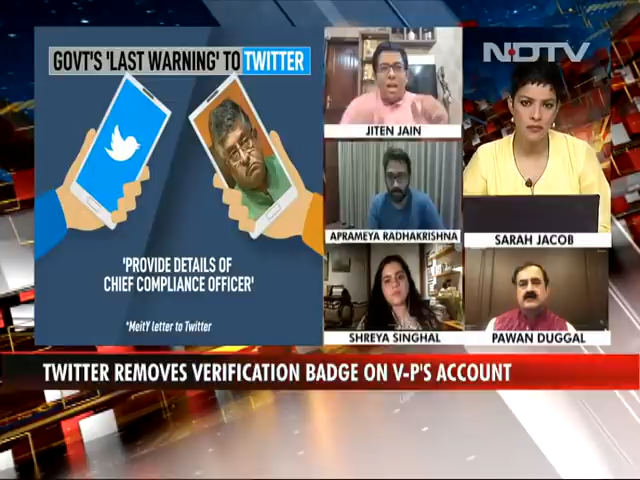 GOVT'S 'LAST WARNING' TO TWITTER
NDTV
JITEN JAIN
APRAMEYA RADHAKRISHNA
SARAH JACOB
'PROVIDE DETAILS OF
CHIEF COMPLIANCE OFFICER'
*MeitY letter to Twitter
SHREYA SINGHAL
PAWAN DUGGAL
TWITTER REMOVES VERIFICATION BADGE ON V-P'S ACCOUNT